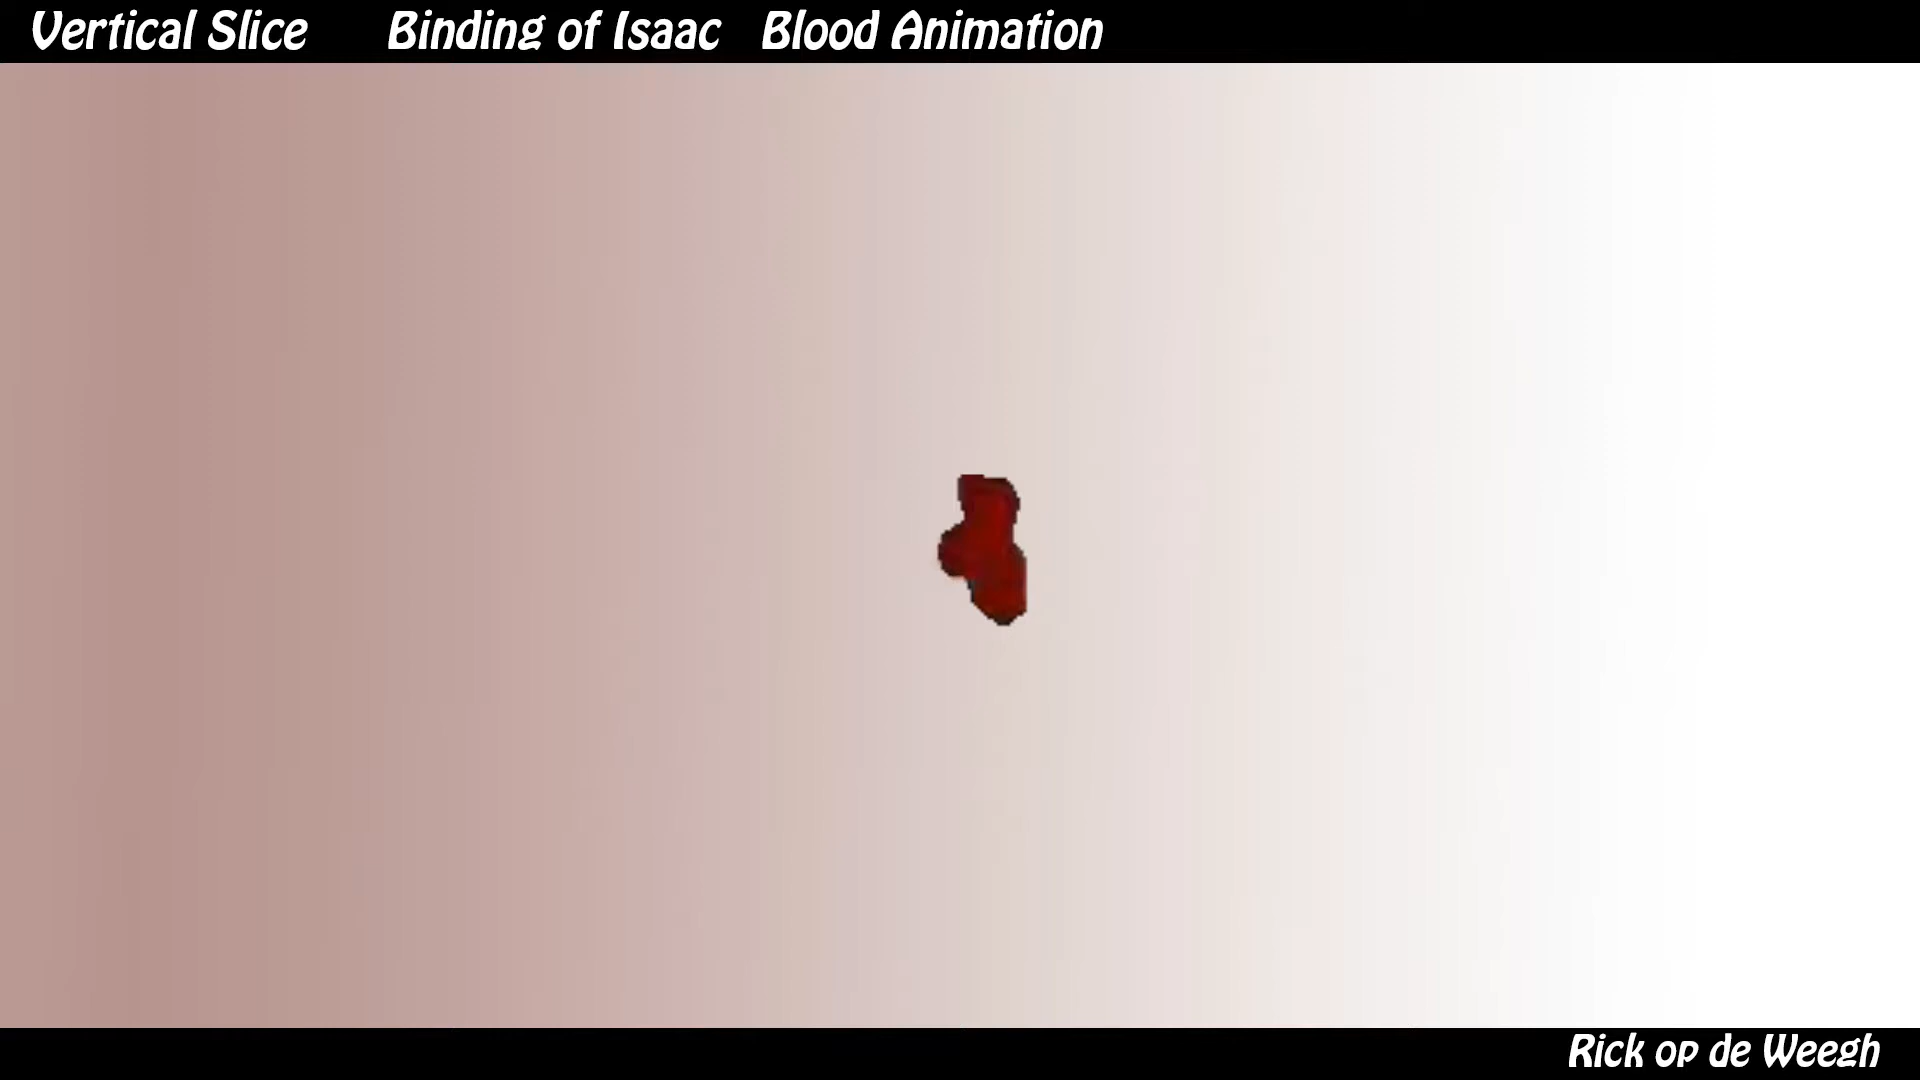 Vertical Slice Binding of Isaac Blood Animation
Rick op de Weegh